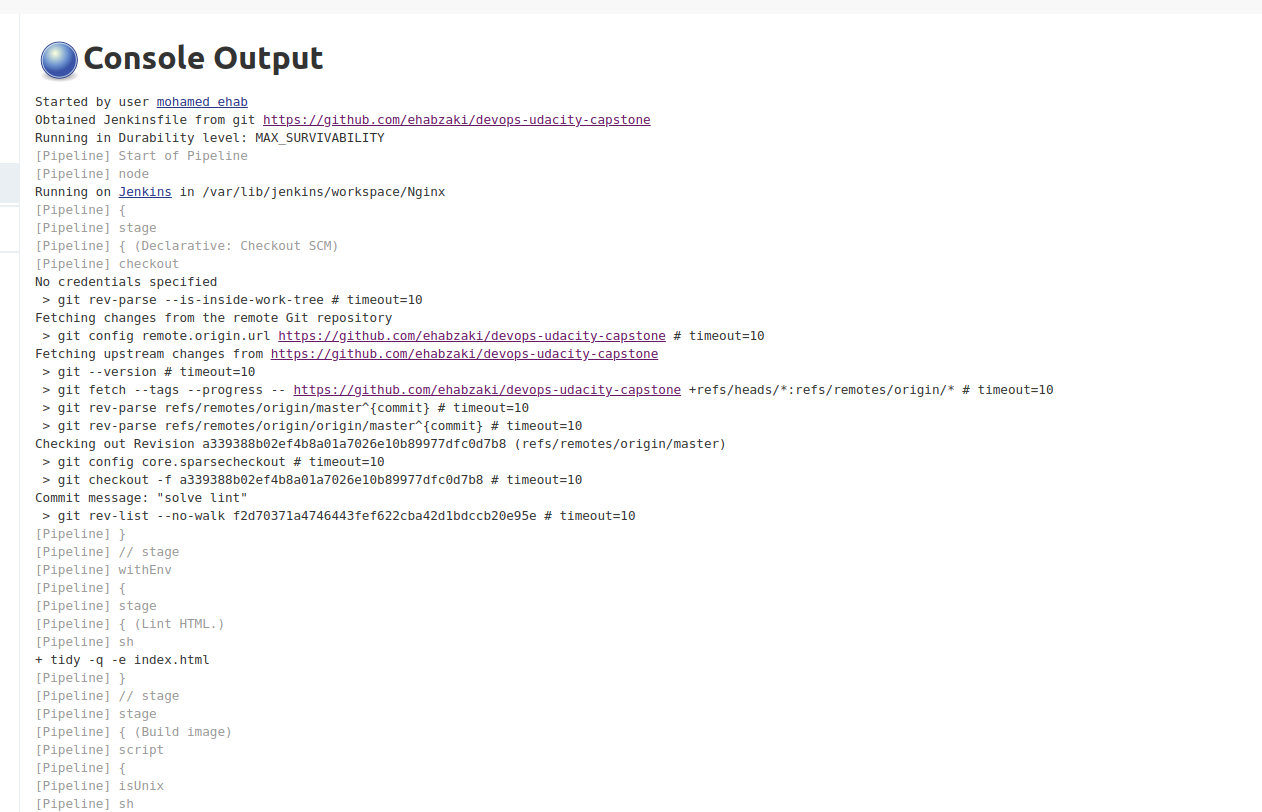 Console Output
Started by user mohamed ehab
Obtained Jenkinsfile from git https://github.com/ehabzaki/devops-udacity-capstone
Running in Durability level: MAX_SURVIVABILITY
[Pipeline] Start of Pipeline
[Pipeline] node
Running on Jenkins in /var/lib/jenkins/workspace/Nginx
[Pipeline] {
[Pipeline] stage
[Pipeline] { (Declarative: Checkout SCM)
[Pipeline] checkout
No credentials specified
 > git rev-parse --is-inside-work-tree # timeout=10
Fetching changes from the remote Git repository
 > git config remote.origin.url https://github.com/ehabzaki/devops-udacity-capstone # timeout=10
Fetching upstream changes from https://github.com/ehabzaki/devops-udacity-capstone
 > git --version # timeout=10
 > git fetch --tags --progress -- https://github.com/ehabzaki/devops-udacity-capstone +refs/heads/*:refs/remotes/origin/* # timeout=10
 > git rev-parse refs/remotes/origin/master^{commit} # timeout=10
 > git rev-parse refs/remotes/origin/origin/master^{commit} # timeout=10
Checking out Revision a339388b02ef4b8a01a7026e10b89977dfc0d7b8 (refs/remotes/origin/master)
 > git config core.sparsecheckout # timeout=10
 > git checkout -f a339388b02ef4b8a01a7026e10b89977dfc0d7b8 # timeout=10
Commit message: "solve lint"
 > git rev-list --no-walk f2d70371a4746443fef622cba42d1bdccb20e95e # timeout=10
[Pipeline] }
[Pipeline] // stage
[Pipeline] withEnv
[Pipeline] {
[Pipeline] stage
[Pipeline] { (Lint HTML.)
[Pipeline] sh
+ tidy -q -e index.html
[Pipeline] }
[Pipeline] // stage
[Pipeline] stage
[Pipeline] { (Build image)
[Pipeline] script
[Pipeline] {
[Pipeline] isUnix
[Pipeline] sh